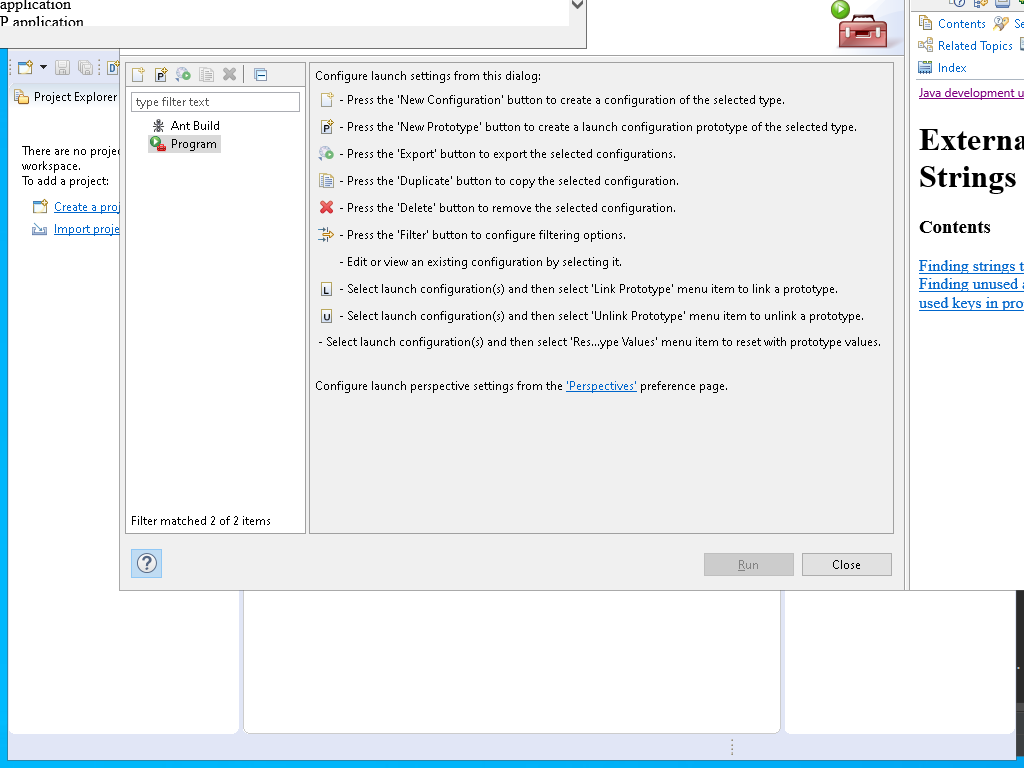 application
P application
Project Explorer
There are no proje
workspace.
To add a project:
Create a proj
Import proje
type filter text
Ant Build
Program
Filter matched 2 of 2 items
Configure launch settings from this dialog:
- Press the 'New Configuration' button to create a configuration of the selected type.
- Press the 'New Prototype' button to create a launch configuration prototype of the selected type.
- Press the 'Export' button to export the selected configurations.
- Press the 'Duplicate' button to copy the selected configuration.
- Press the 'Delete' button to remove the selected configuration.
- Press the 'Filter' button to configure filtering options.
- Edit or view an existing configuration by selecting it.
- Select launch configuration(s) and then select 'Link Prototype' menu item to link a prototype.
- Select launch configuration(s) and then select 'Unlink Prototype' menu item to unlink a prototype.
- Select launch configuration(s) and then select 'Res...ype Values' menu item to reset with prototype values.
Configure launch perspective settings from the 'Perspectives' preference page.
Run
Close
Contents
Se
Related Topics
Index
Java development u
Externa
Strings
Contents
Finding strings t
Finding unused a
used keys in pro